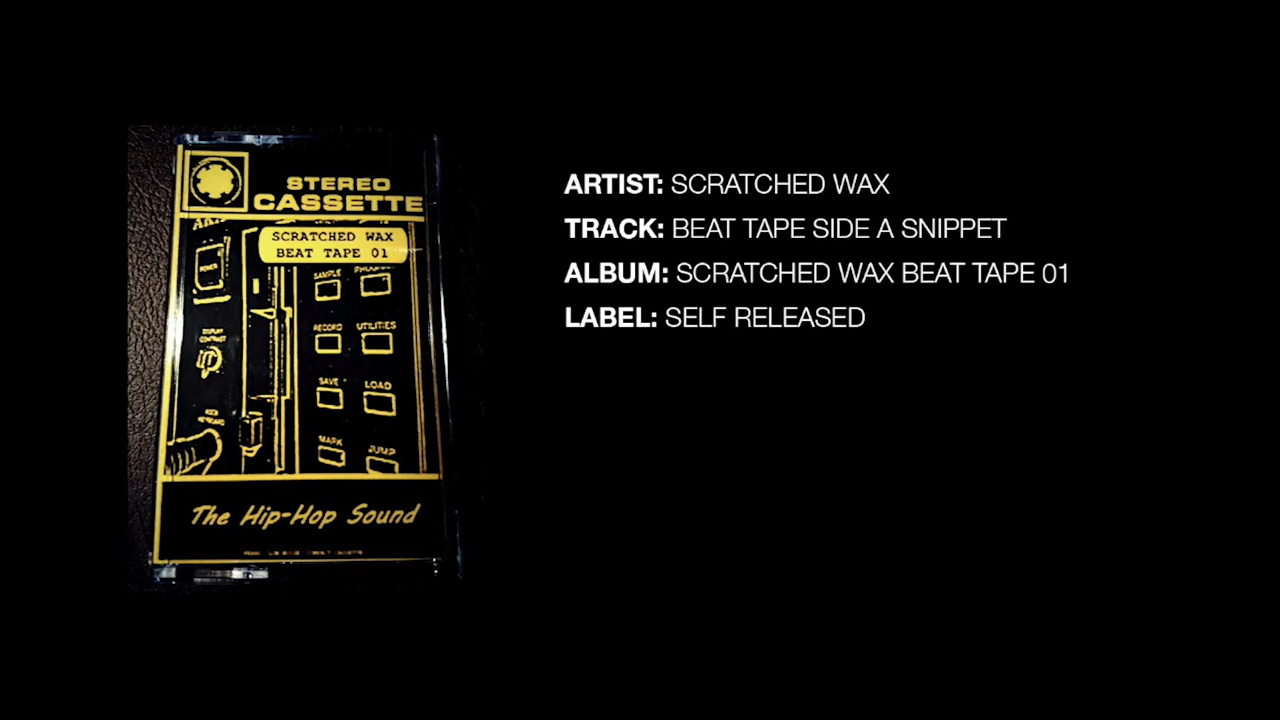 STEREO
CASSETTE
SCRATCHED WAX
BEAT TAPE 01
POWER
SAMPLE
RECORD
UTILITIES
SAVE
LOAD
MARK
JUMP
The Hip-Hop Sound
ARTIST: SCRATCHED WAX
TRACK: BEAT TAPE SIDE A SNIPPET
ALBUM: SCRATCHED WAX BEAT TAPE 01
LABEL: SELF RELEASED